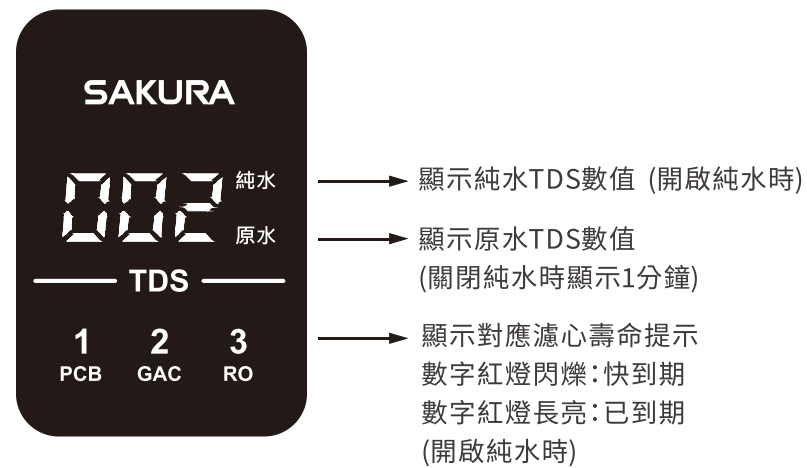 SAKURA
002
純水
原水
TDS
1 2 3
PCB GAC RO
顯示純水TDS數值 (開啟純水時)
顯示原水TDS數值
(關閉純水時顯示1分鐘)
顯示對應濾心壽命提示
數字紅燈閃爍：快到期
數字紅燈長亮：已到期
(開啟純水時)